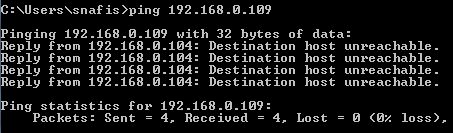 C:\Users\snafis>ping 192.168.0.109
Pinging 192.168.0.109 with 32 bytes of data:
Reply from 192.168.0.104: Destination host unreachable.
Reply from 192.168.0.104: Destination host unreachable.
Reply from 192.168.0.104: Destination host unreachable.
Reply from 192.168.0.104: Destination host unreachable.
Ping statistics for 192.168.0.109:
    Packets: Sent = 4, Received = 4, Lost = 0 (0% loss),